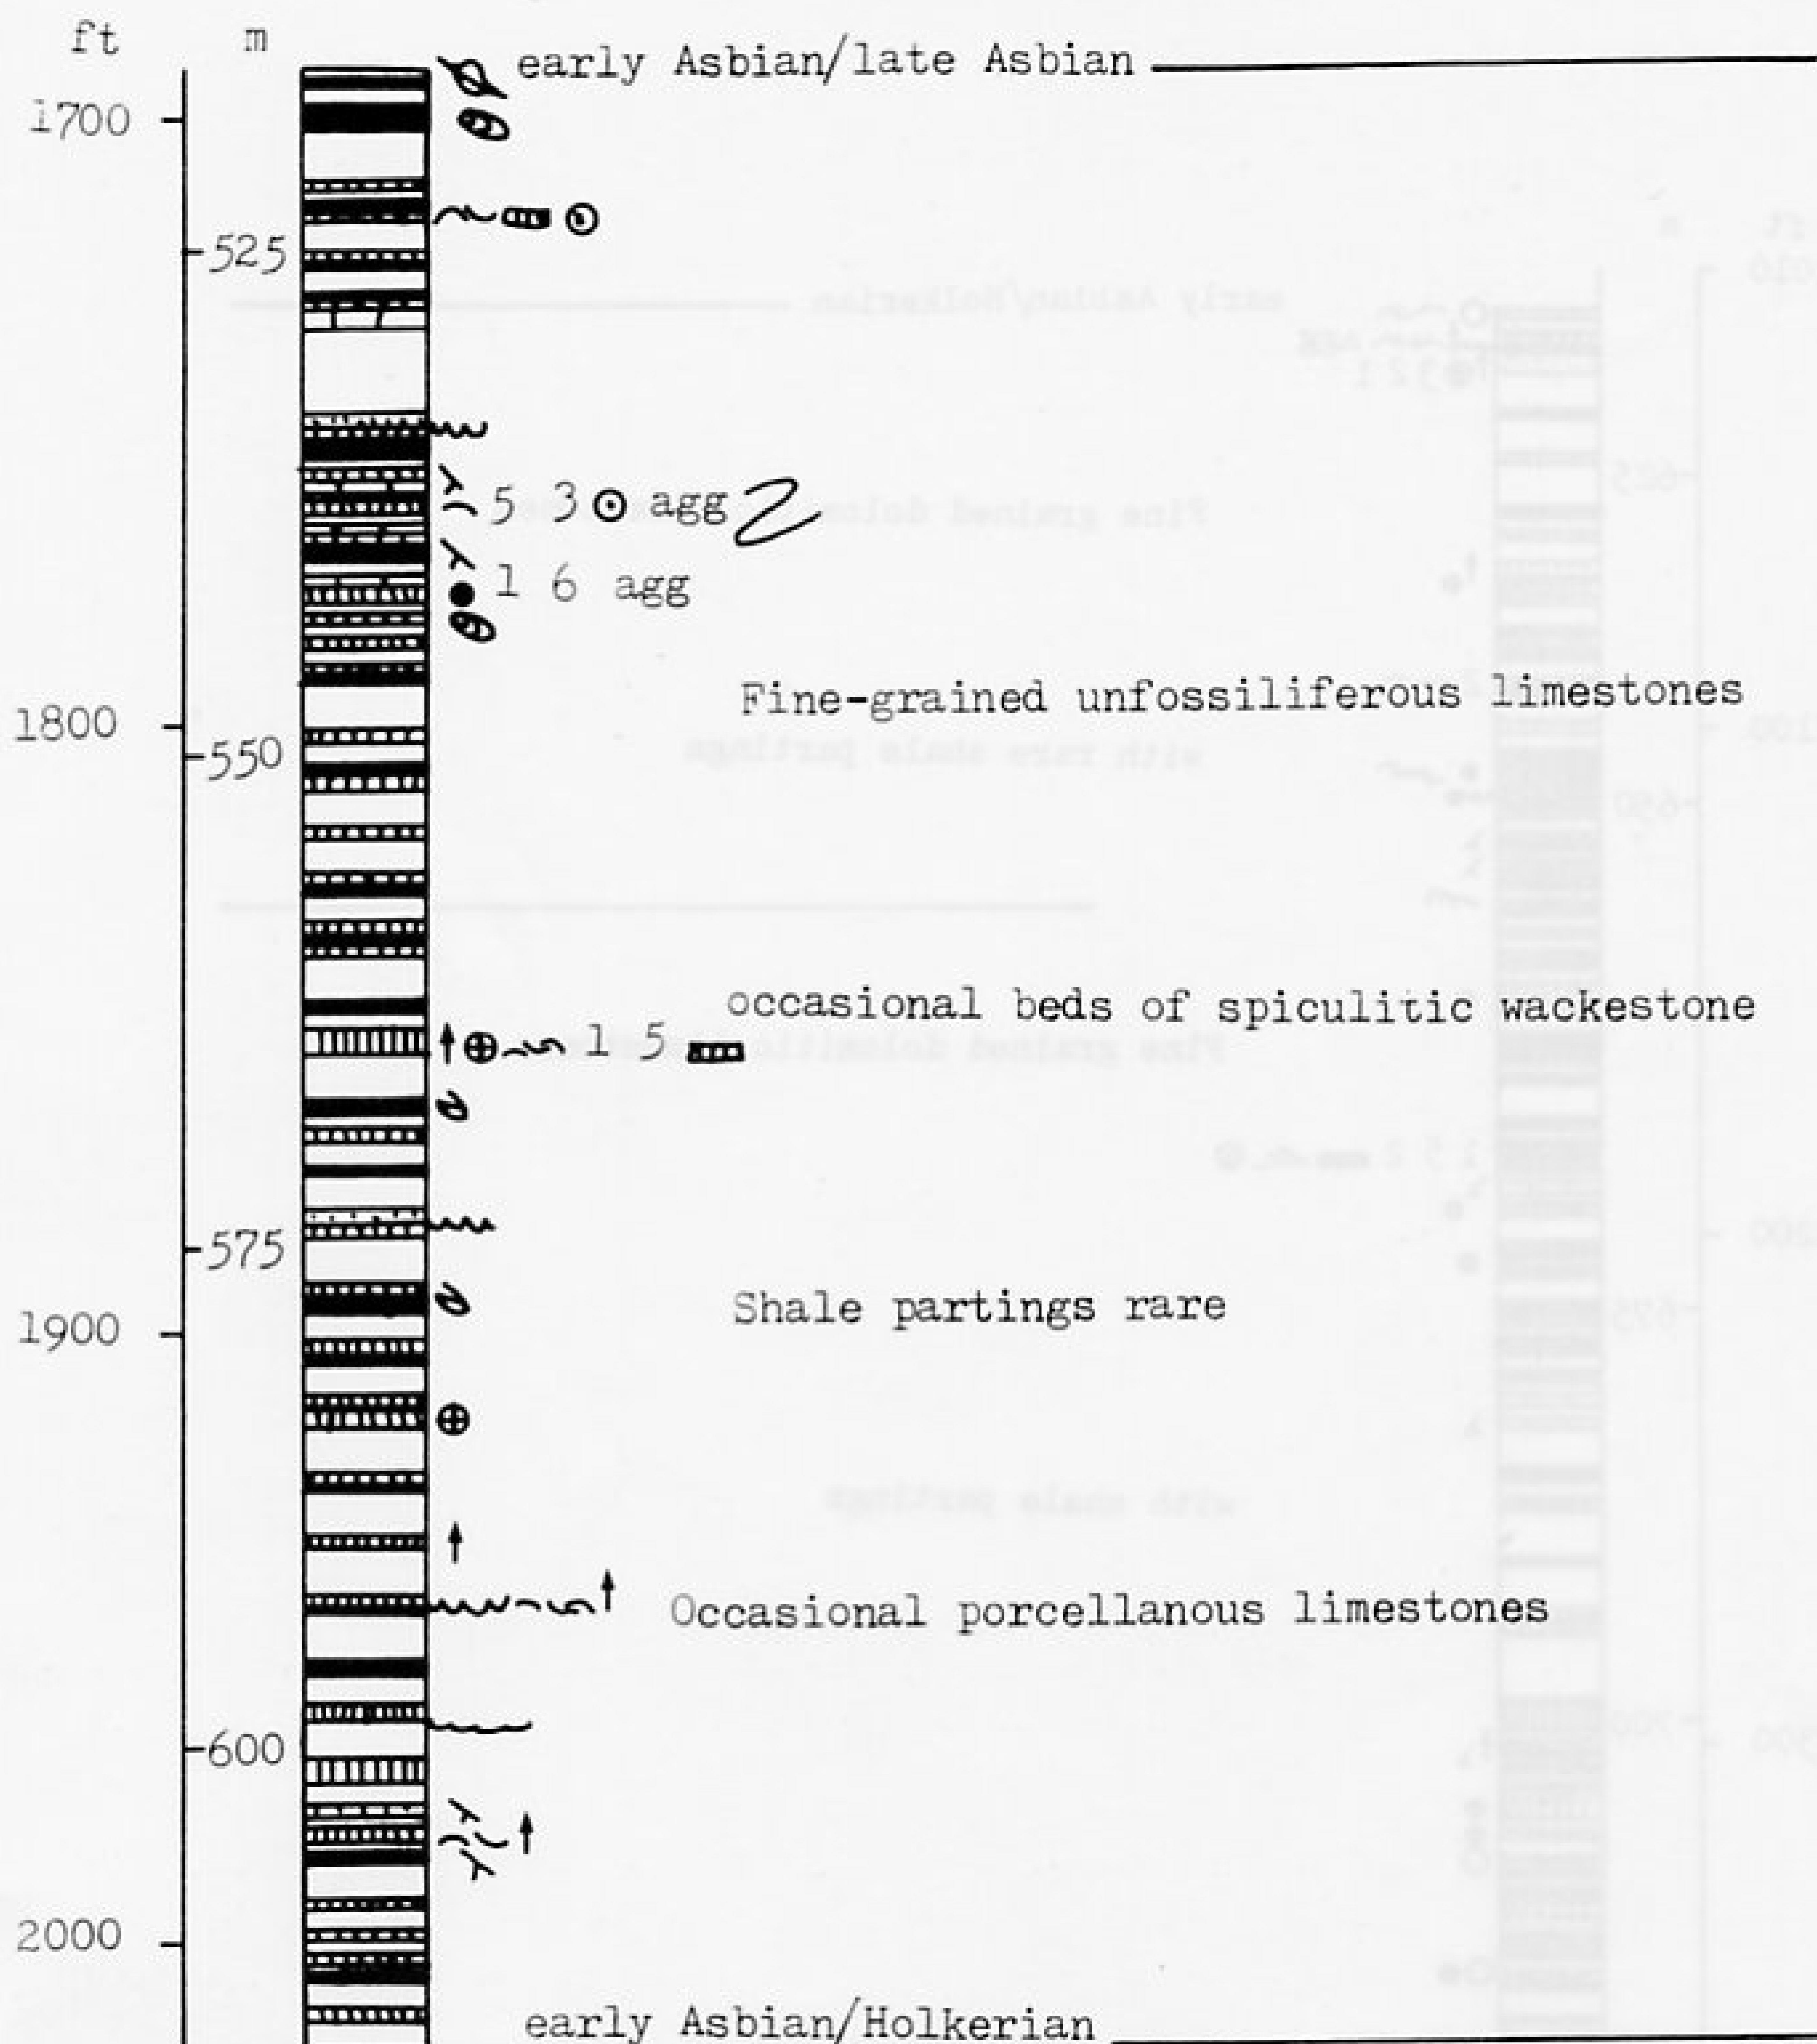 ft m
early Asbian/late Asbian
1700
525
5 3 agg
1 6 agg
Fine-grained unfossiliferous limestones
1800
550
occasional beds of spiculitic wackestone
1 5
575
Shale partings rare
1900
Occasional porcellanous limestones
600
2000
early Asbian/Holkerian